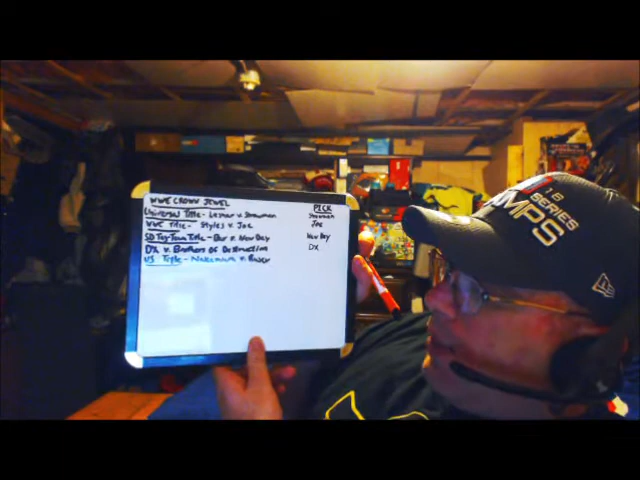 WWE CROWN JEWEL
PICK
Universal Title - Lesnar v. Strowman
Strowman
WWE Title - Styles v. Joe
Joe
SD Tag Team Title - Bar v. New Day
New Day
DX v. Brothers of Destruction
DX
US Title - Nakamura v. Rusev
18
SERIES
MPS